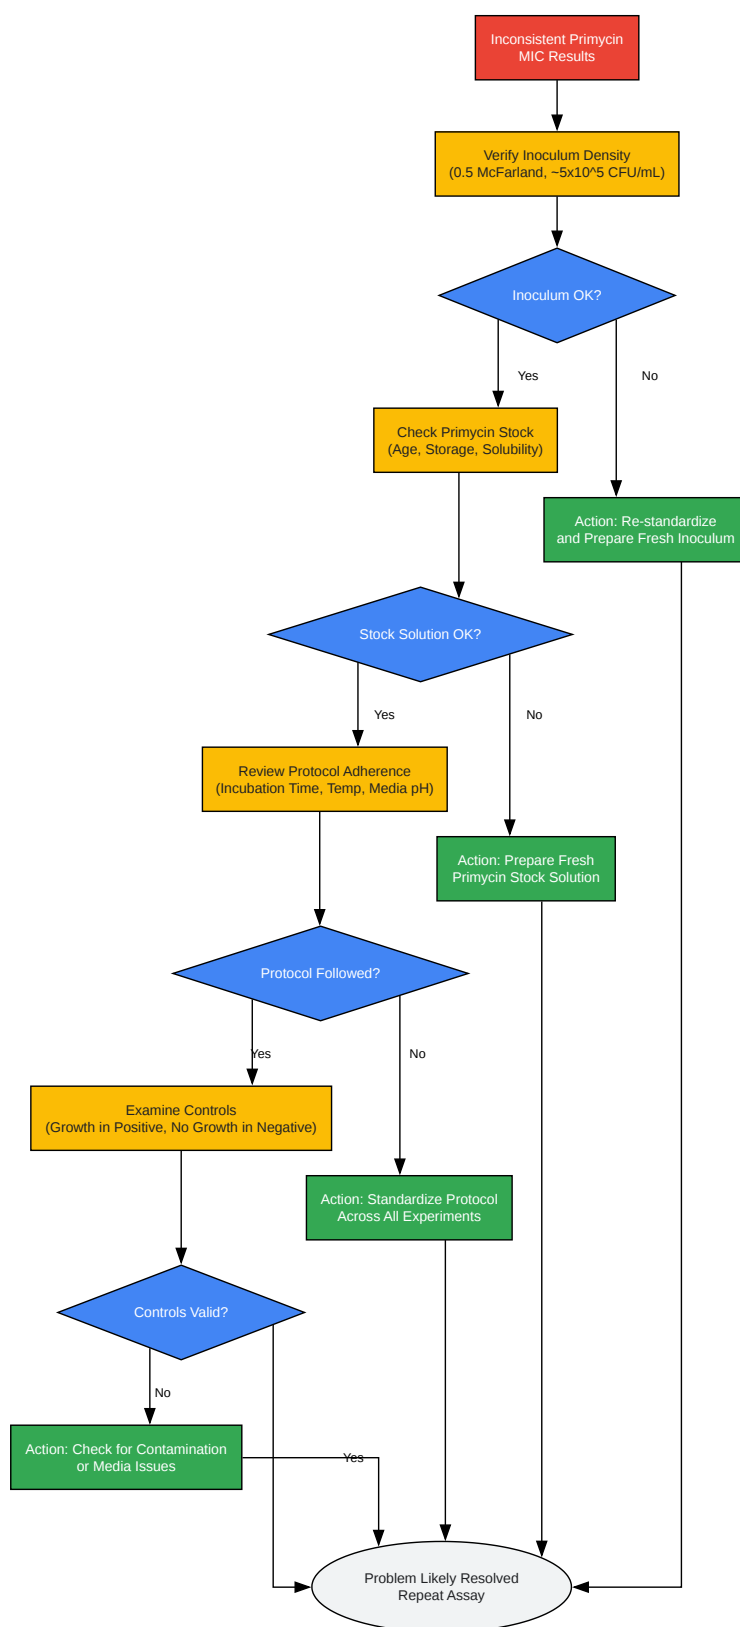 Inconsistent Primycin
MIC Results
Verify Inoculum Density
(0.5 McFarland, ~5x10^5 CFU/mL)
Inoculum OK?
Yes
No
Check Primycin Stock
(Age, Storage, Solubility)
Action: Re-standardize
and Prepare Fresh Inoculum
Stock Solution OK?
Yes
No
Review Protocol Adherence
(Incubation Time, Temp, Media pH)
Action: Prepare Fresh
Primycin Stock Solution
Protocol Followed?
Yes
No
Examine Controls
(Growth in Positive, No Growth in Negative)
Action: Standardize Protocol
Across All Experiments
Controls Valid?
No
Action: Check for Contamination
or Media Issues
Yes
Problem Likely Resolved
Repeat Assay